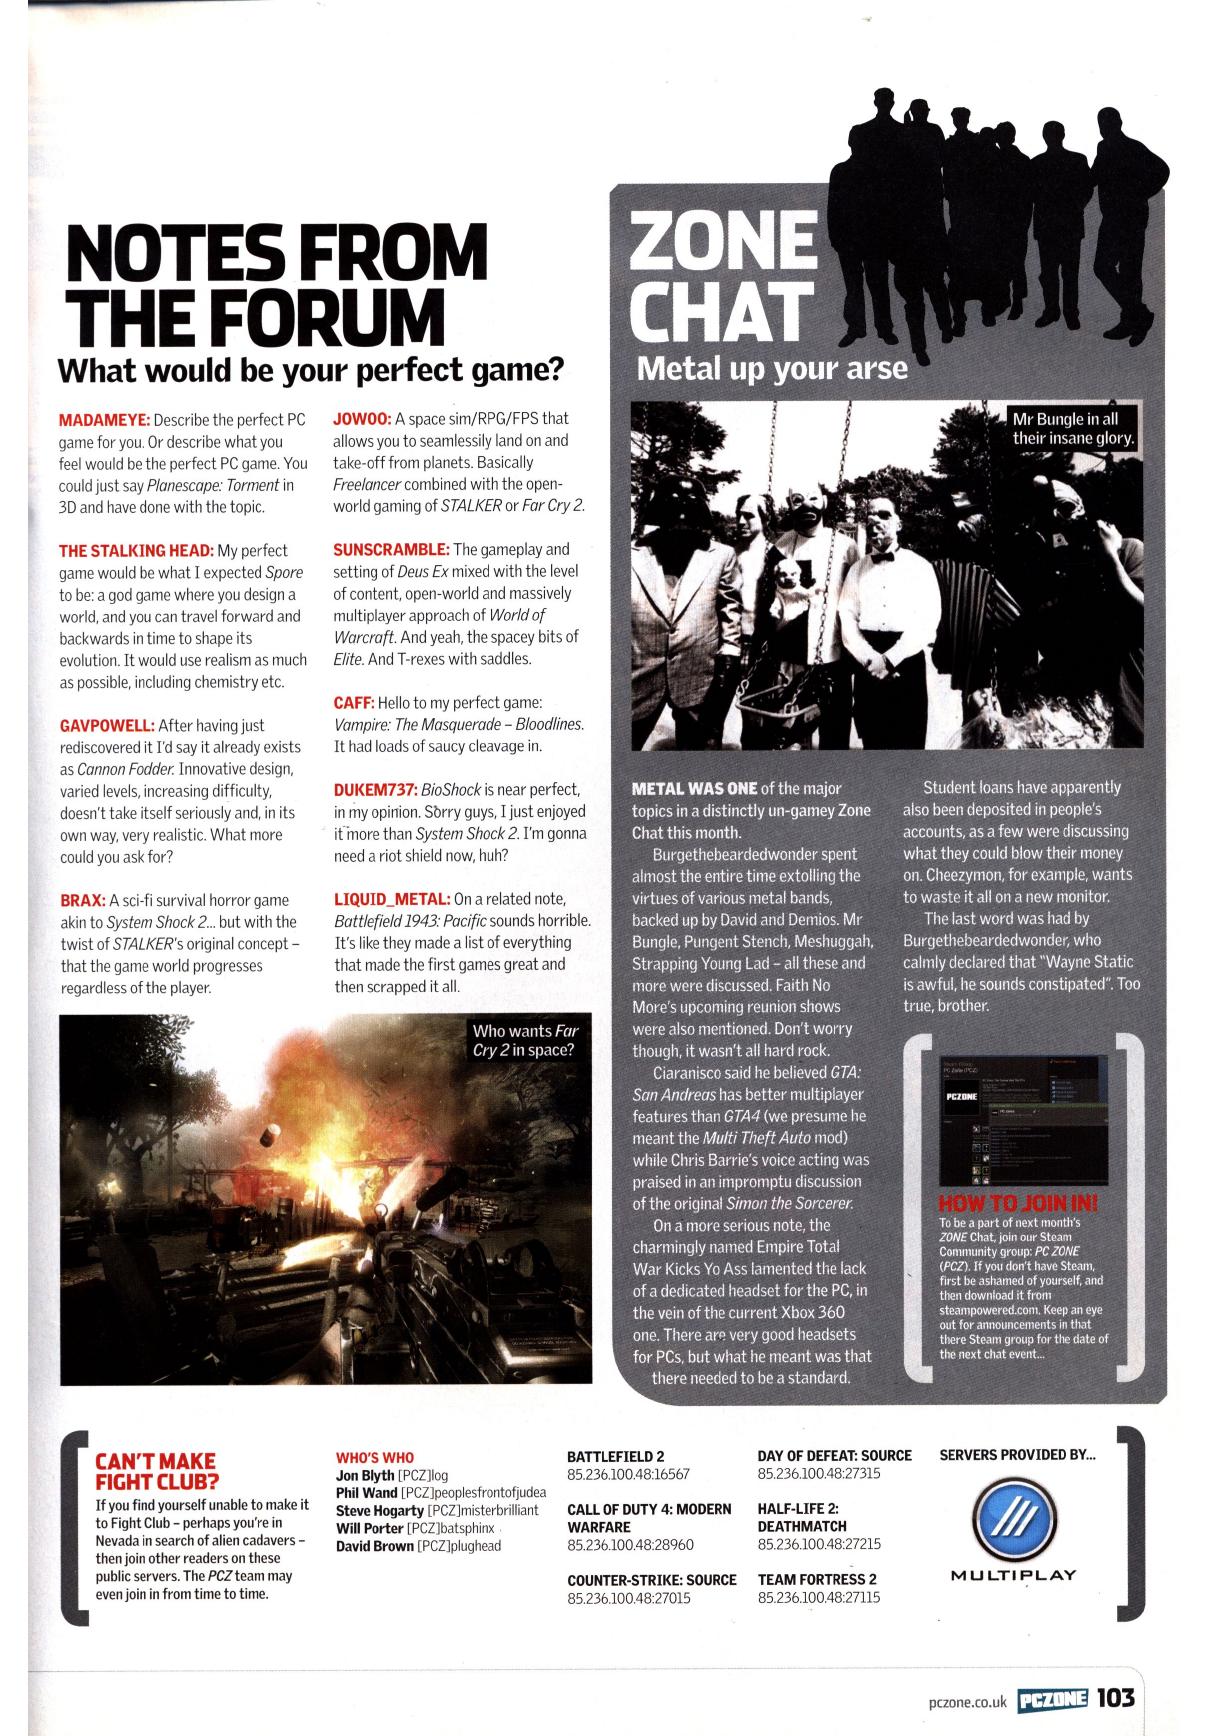 NOTES FROM
THE FORUM
What would be your perfect game?
MADAMEYE: Describe the perfect PC
game for you. Or describe what you
feel would be the perfect PC game. You
could just say Planescape: Torment in
3D and have done with the topic.
THE STALKING HEAD: My perfect
game would be what I expected Spore
to be: a god game where you design a
world, and you can travel forward and
backwards in time to shape its
evolution. It would use realism as much
as possible, including chemistry etc.
GAVPOWELL: After having just
rediscovered it I'd say it already exists
as Cannon Fodder. Innovative design,
varied levels, increasing difficulty,
doesn't take itself seriously and, in its
own way, very realistic. What more
could you ask for?
BRAX: A sci-fi survival horror game
akin to System Shock 2... but with the
twist of STALKER's original concept –
that the game world progresses
regardless of the player.
JOWOO: A space sim/RPG/FPS that
allows you to seamlessily land on and
take-off from planets. Basically
Freelancer combined with the open-
world gaming of STALKER or Far Cry 2.
SUNSCRAMBLE: The gameplay and
setting of Deus Ex mixed with the level
of content, open-world and massively
multiplayer approach of World of
Warcraft. And yeah, the spacey bits of
Elite. And T-rexes with saddles.
CAFF: Hello to my perfect game:
Vampire: The Masquerade – Bloodlines.
It had loads of saucy cleavage in.
DUKEM737: BioShock is near perfect,
in my opinion. Sorry guys, I just enjoyed
it more than System Shock 2. I'm gonna
need a riot shield now, huh?
LIQUID_METAL: On a related note,
Battlefield 1943: Pacific sounds horrible.
It's like they made a list of everything
that made the first games great and
then scrapped it all.
Who wants Far
Cry 2 in space?
ZONE
CHAT
Metal up your arse
Mr Bungle in all
their insane glory.
METAL WAS ONE of the major
topics in a distinctly un-gamey Zone
Chat this month.
Burgethebeardedwonder spent
almost the entire time extolling the
virtues of various metal bands,
backed up by David and Demios. Mr
Bungle, Pungent Stench, Meshuggah,
Strapping Young Lad – all these and
more were discussed. Faith No
More's upcoming reunion shows
were also mentioned. Don't worry
though, it wasn't all hard rock.
Ciaranisco said he believed GTA:
San Andreas has better multiplayer
features than GTA4 (we presume he
meant the Multi Theft Auto mod)
while Chris Barrie's voice acting was
praised in an impromptu discussion
of the original Simon the Sorcerer.
On a more serious note, the
charmingly named Empire Total
War Kicks Yo Ass lamented the lack
of a dedicated headset for the PC, in
the vein of the current Xbox 360
one. There are very good headsets
for PCs, but what he meant was that
there needed to be a standard.
Student loans have apparently
also been deposited in people's
accounts, as a few were discussing
what they could blow their money
on. Cheezymon, for example, wants
to waste it all on a new monitor.
The last word was had by
Burgethebeardedwonder, who
calmly declared that "Wayne Static
is awful, he sounds constipated". Too
true, brother.
PC Zone (PCZ)
PCZONE
HOW TO JOIN IN!
To be a part of next month's
ZONE Chat, join our Steam
Community group: PC ZONE
(PCZ). If you don't have Steam,
first be ashamed of yourself, and
then download it from
steampowered.com. Keep an eye
out for announcements in that
there Steam group for the date of
the next chat event...
CAN'T MAKE
FIGHT CLUB?
If you find yourself unable to make it
to Fight Club – perhaps you're in
Nevada in search of alien cadavers –
then join other readers on these
public servers. The PCZ team may
even join in from time to time.
WHO'S WHO
Jon Blyth [PCZ]log
Phil Wand [PCZ]peoplesfrontofjudea
Steve Hogarty [PCZ]misterbrilliant
Will Porter [PCZ]batsphinx
David Brown [PCZ]plughead
BATTLEFIELD 2
85.236.100.48:16567
CALL OF DUTY 4: MODERN
WARFARE
85.236.100.48:28960
COUNTER-STRIKE: SOURCE
85.236.100.48:27015
DAY OF DEFEAT: SOURCE
85.236.100.48:27315
HALF-LIFE 2:
DEATHMATCH
85.236.100.48:27215
TEAM FORTRESS 2
85.236.100.48:27115
SERVERS PROVIDED BY...
MULTIPLAY
pczone.co.uk PCZONE 103